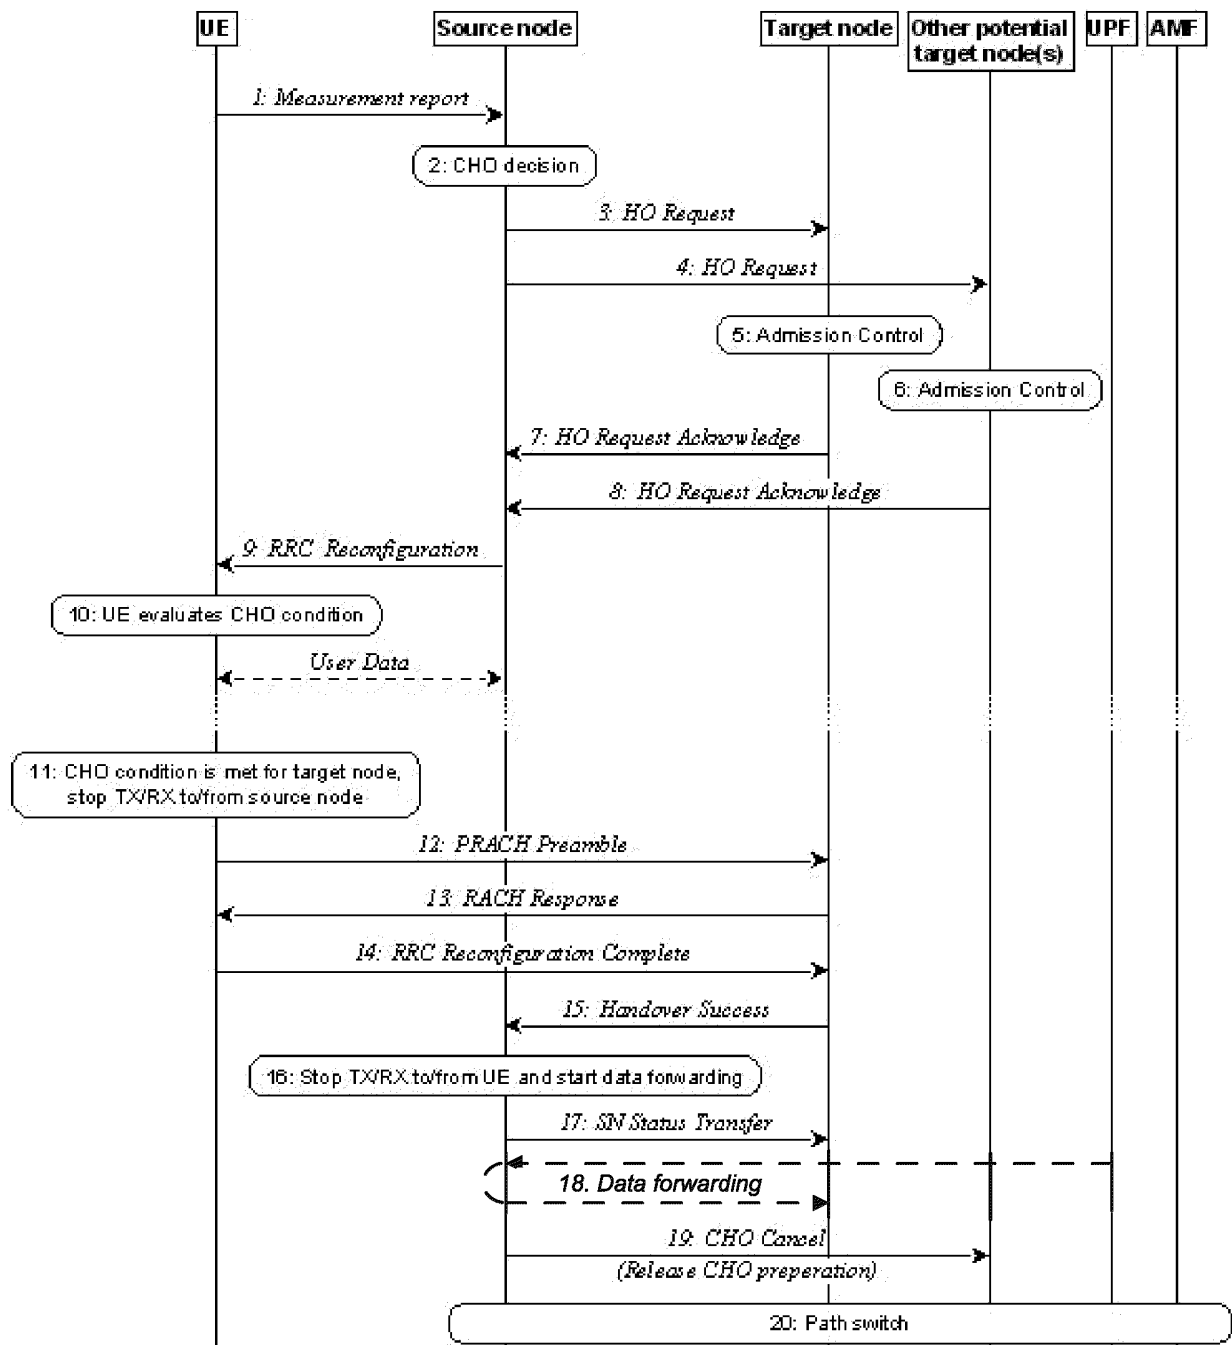 UE
Source node
Target node
Other potential
target node(s)
UPF
AMF
1: Measurement report
2: CHO decision
3: HO Request
4: HO Request
5: Admission Control
6: Admission Control
7: HO Request Acknowledge
8: HO Request Acknowledge
9: RRC Reconfiguration
10: UE evaluates CHO condition
User Data
11: CHO condition is met for target node,
stop TX/RX to/from source node
12: PRACH Preamble
13: RACH Response
14: RRC Reconfiguration Complete
15: Handover Success
16: Stop TX/RX to/from UE and start data forwarding
17: SN Status Transfer
18. Data forwarding
19: CHO Cancel
(Release CHO preperation)
20: Path switch